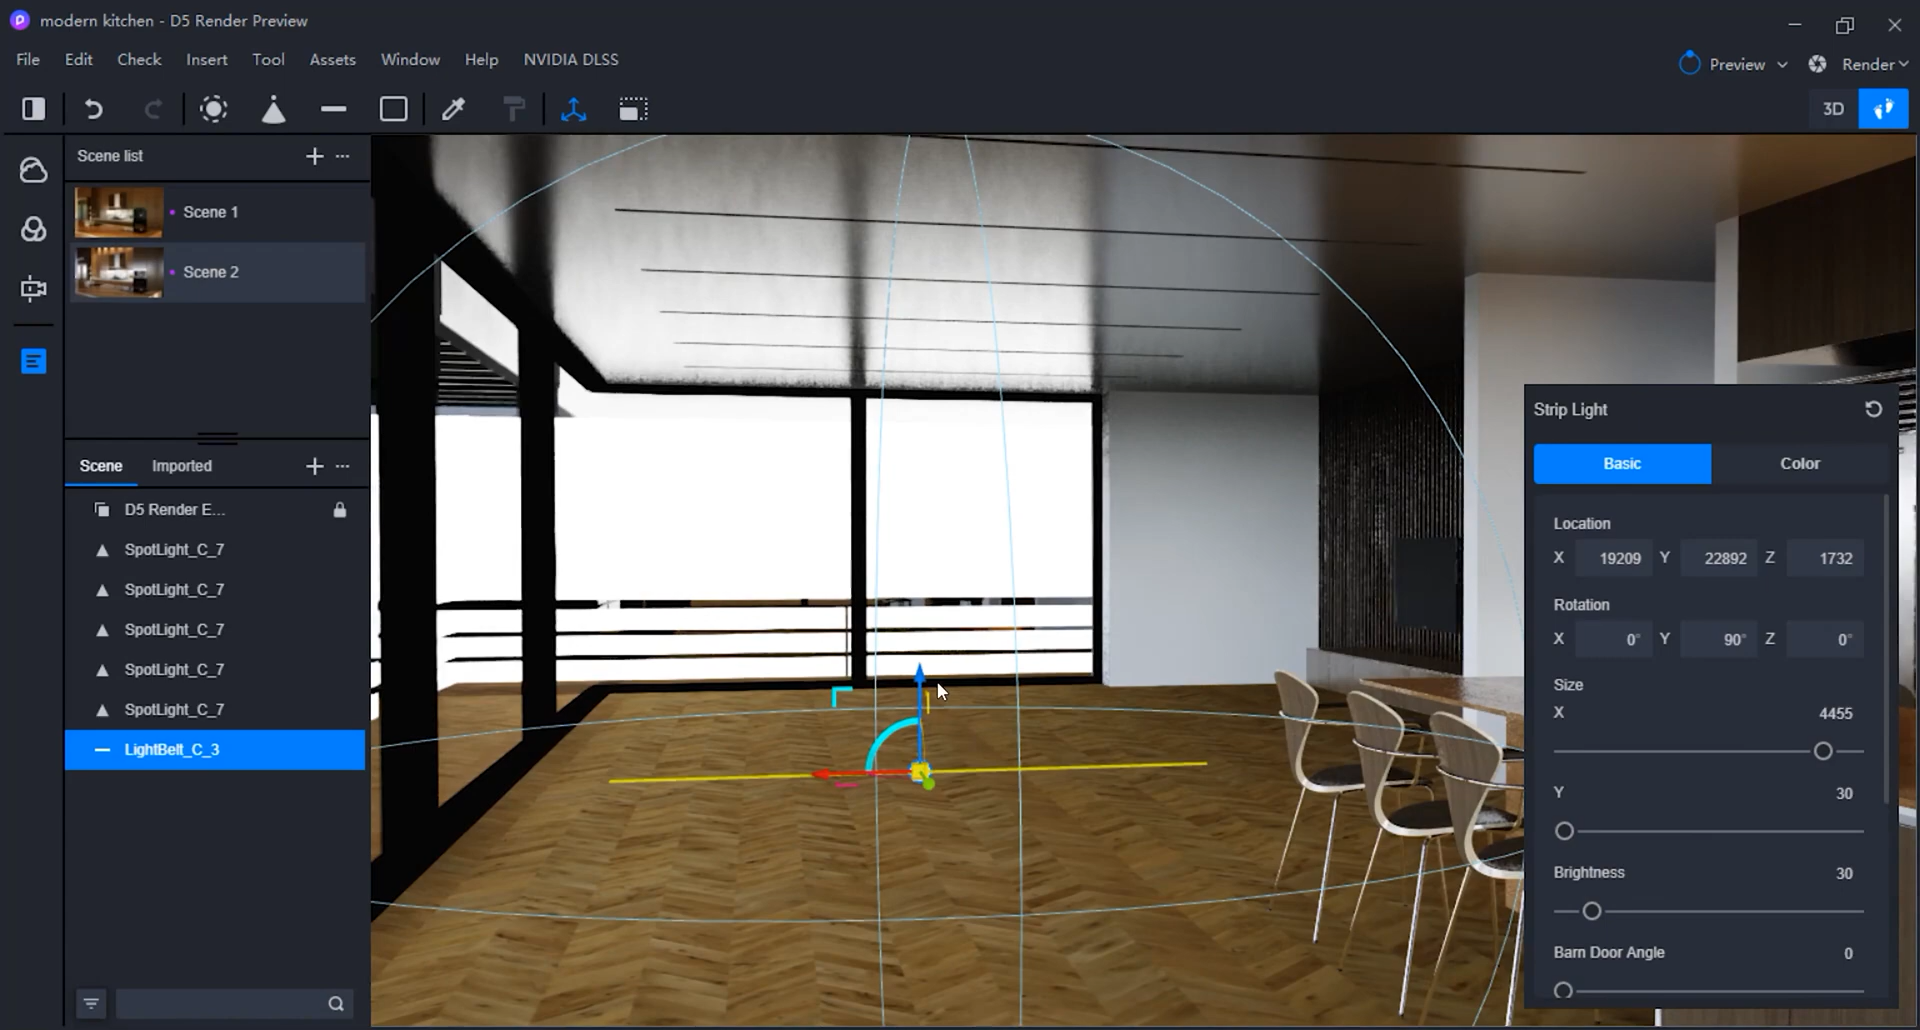 modern kitchen - D5 Render Preview
File Edit Check Insert Tool Assets Window Help NVIDIA DLSS
Preview Render
3D
Scene list
Scene 1
Scene 2
Scene Imported
D5 Render E...
SpotLight_C_7
SpotLight_C_7
SpotLight_C_7
SpotLight_C_7
SpotLight_C_7
LightBelt_C_3
Strip Light
Basic Color
Location
X 19209 Y 22892 Z 1732
Rotation
X 0° Y 90° Z 0°
Size
X 4455
Y 30
Brightness 30
Barn Door Angle 0